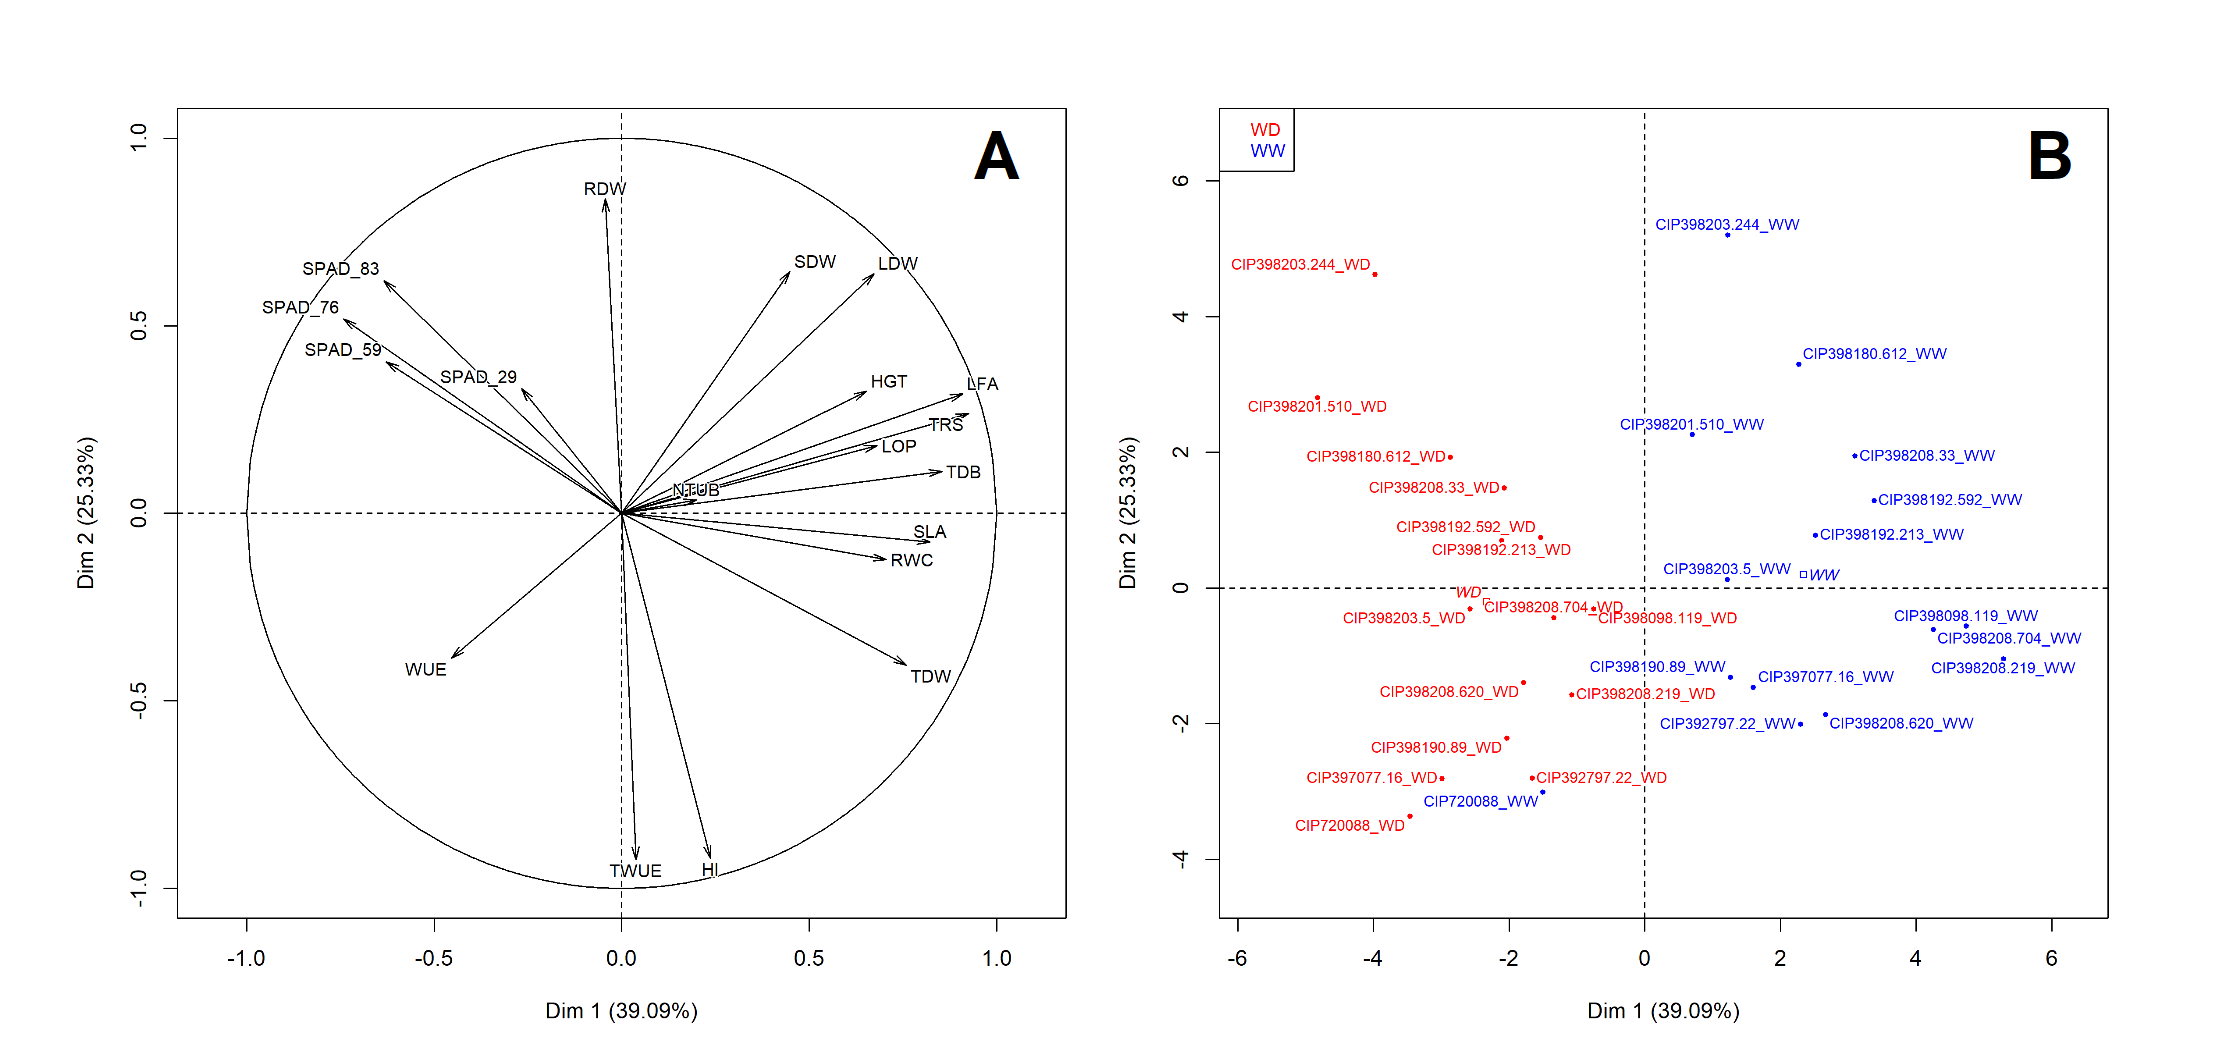 A
1.0
0.5
0.0
-0.5
-1.0
Dim 2 (25.33%)
RDW
SDW
LDW
SPAD_83
SPAD_76
SPAD_59
SPAD_29
HGT
LFA
TRS
LOP
TDB
NTUB
SLA
RWC
WUE
TDW
TWUE
HI
-1.0
-0.5
0.0
0.5
1.0
Dim 1 (39.09%)
WD
WW
B
6
4
2
0
-2
-4
Dim 2 (25.33%)
CIP398203.244_WW
CIP398203.244_WD
CIP398180.612_WW
CIP398201.510_WD
CIP398201.510_WW
CIP398180.612_WD
CIP398208.33_WW
CIP398208.33_WD
CIP398192.592_WW
CIP398192.592_WD
CIP398192.213_WW
CIP398192.213_WD
CIP398203.5_WW
WW
WD
CIP398208.704_WD
CIP398203.5_WD
CIP398098.119_WD
CIP398098.119_WW
CIP398208.704_WW
CIP398190.89_WW
CIP398208.219_WW
CIP397077.16_WW
CIP398208.620_WD
CIP398208.219_WD
CIP392797.22_WW
CIP398208.620_WW
CIP398190.89_WD
CIP397077.16_WD
CIP392797.22_WD
CIP720088_WW
CIP720088_WD
-6
-4
-2
0
2
4
6
Dim 1 (39.09%)